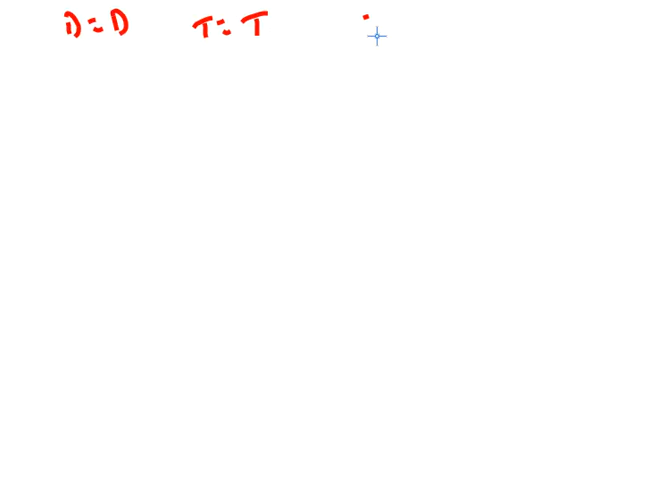 D = D T = T